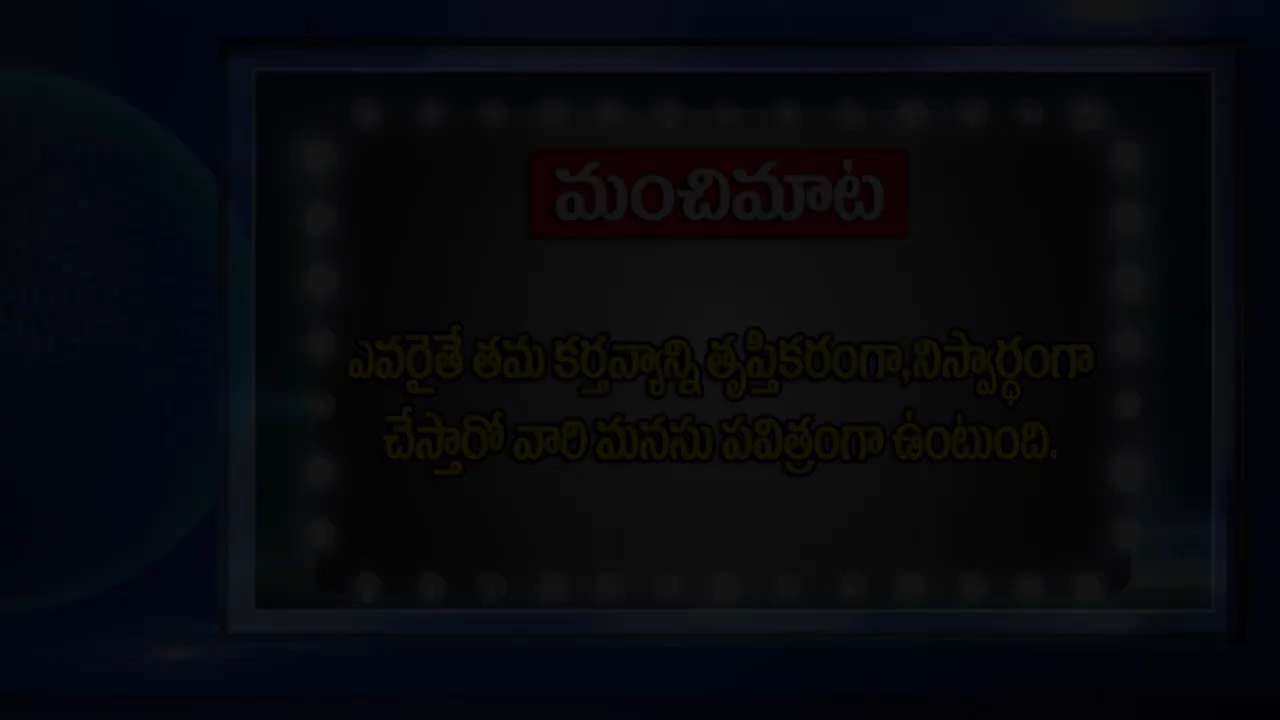 మంచిమాట
ఎవరైతే తమ కర్తవ్యాన్ని తృప్తికరంగా,నిస్వార్థంగా
చేస్తారో వారి మనసు పవిత్రంగా ఉంటుంది.